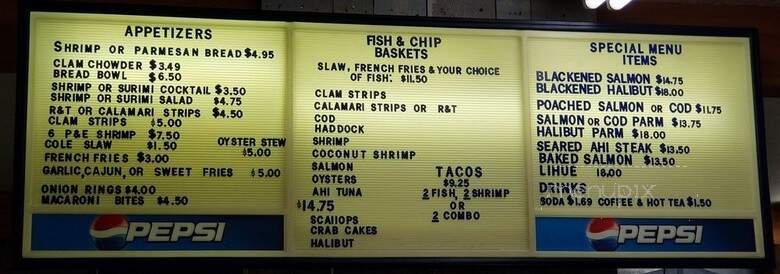 APPETIZERS
SHRIMP OR PARMESAN BREAD $4.95
CLAM CHOWDER $3.49
BREAD BOWL $6.50
SHRIMP OR SURIMI COCKTAIL $3.50
SHRIMP OR SURIMI SALAD $4.75
R&T OR CALAMARI STRIPS $4.50
CLAM STRIPS $5.00
6 P&E SHRIMP $7.50
COLE SLAW $1.50
OYSTER STEW
$5.00
FRENCH FRIES $3.00
GARLIC, CAJUN, OR SWEET FRIES $5.00
ONION RINGS $4.00
MACARONI BITES $4.50
PEPSI
FISH & CHIP
BASKETS
SLAW, FRENCH FRIES & YOUR CHOICE
OF FISH: $11.50
CLAM STRIPS
CALAMARI STRIPS OR R&T
COD
HADDOCK
SHRIMP
COCONUT SHRIMP
SALMON
OYSTERS
AHI TUNA
$14.75
SCAllOPS
CRAB CAKES
HALIBUT
TACOS
$9.25
2 FISH, 2 SHRIMP
OR
2 COMBO
SPECIAL MENU
ITEMS
BLACKENED SALMON $14.75
BLACKENED HALIBUT $18.00
POACHED SALMON OR COD $11.75
SALMON OR COD PARM $13.75
HALIBUT PARM $18.00
SEARED AHI STEAK $13.50
BAKED SALMON $13.50
LIHUE 18.00
DRINKS
SODA $1.69 COFFEE & HOT TEA $1.50
PEPSI